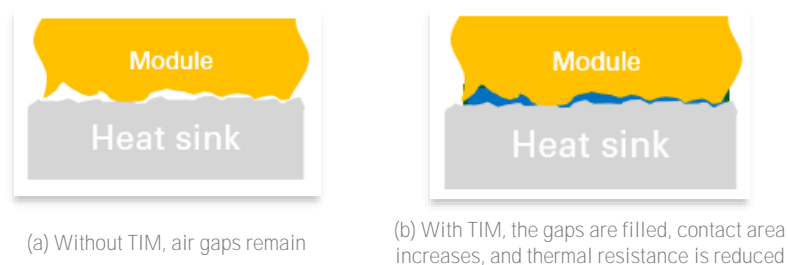 Module
Heat sink
(a) Without TIM, air gaps remain
Module
Heat sink
(b) With TIM, the gaps are filled, contact area
increases, and thermal resistance is reduced